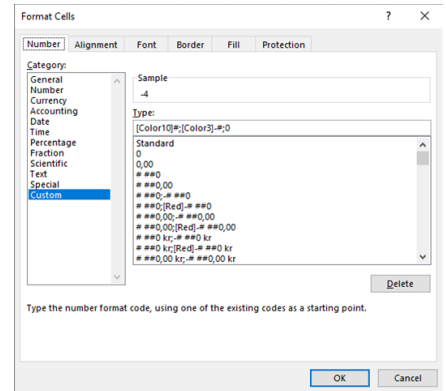 Format Cells ? ×
Number Alignment Font Border Fill Protection
Category:
General
Number
Currency
Accounting
Date
Time
Percentage
Fraction
Scientific
Text
Special
Custom
Sample
-4
Type:
[Color10]#;[Color3]-#;0
Standard
0
0,00
# ##0
# ##0,00
# ##0;-# ##0
# ##0;[Red]-# ##0
# ##0,00;-# ##0,00
# ##0,00;[Red]-# ##0,00
# ##0 kr;-# ##0 kr
# ##0 kr;[Red]-# ##0 kr
# ##0,00 kr;-# ##0,00 kr
Delete
Type the number format code, using one of the existing codes as a starting point.
OK Cancel